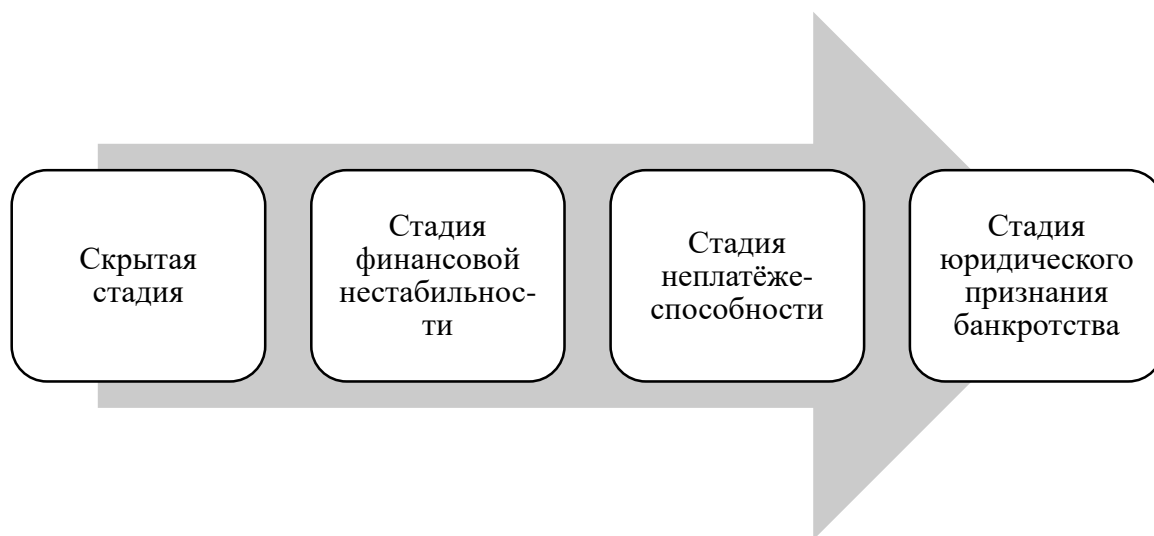 Скрытая
стадия
Стадия
финансовой
нестабильнос-
ти
Стадия
неплатёже-
способности
Стадия
юридического
признания
банкротства